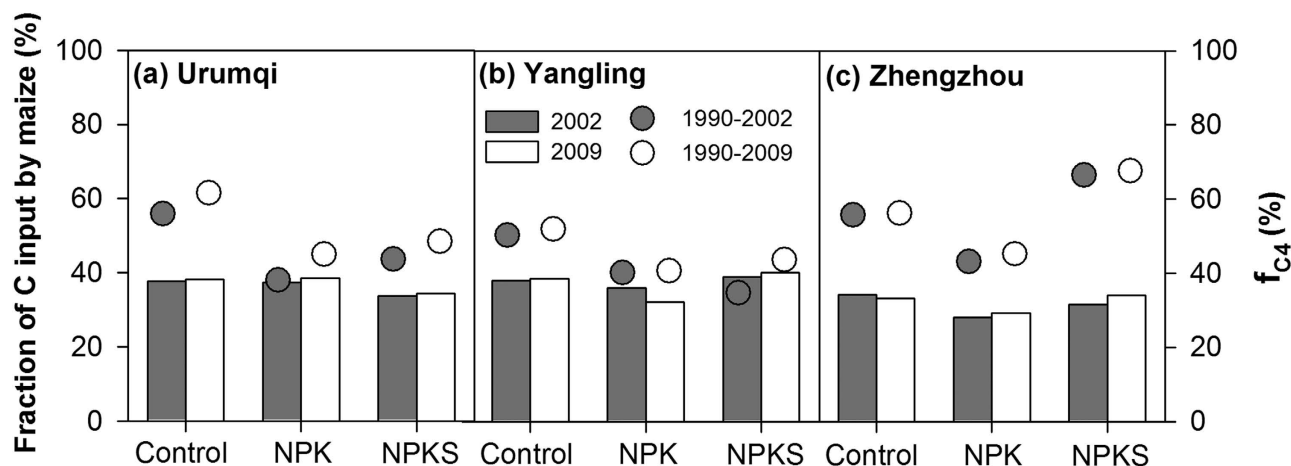 Fraction of C input by maize (%)
100
80
60
40
20
0
(a) Urumqi
(b) Yangling
(c) Zhengzhou
2002
1990-2002
2009
1990-2009
Control
NPK
NPKS
Control
NPK
NPKS
Control
NPK
NPKS
100
80
60
40
20
0
fC4 (%)